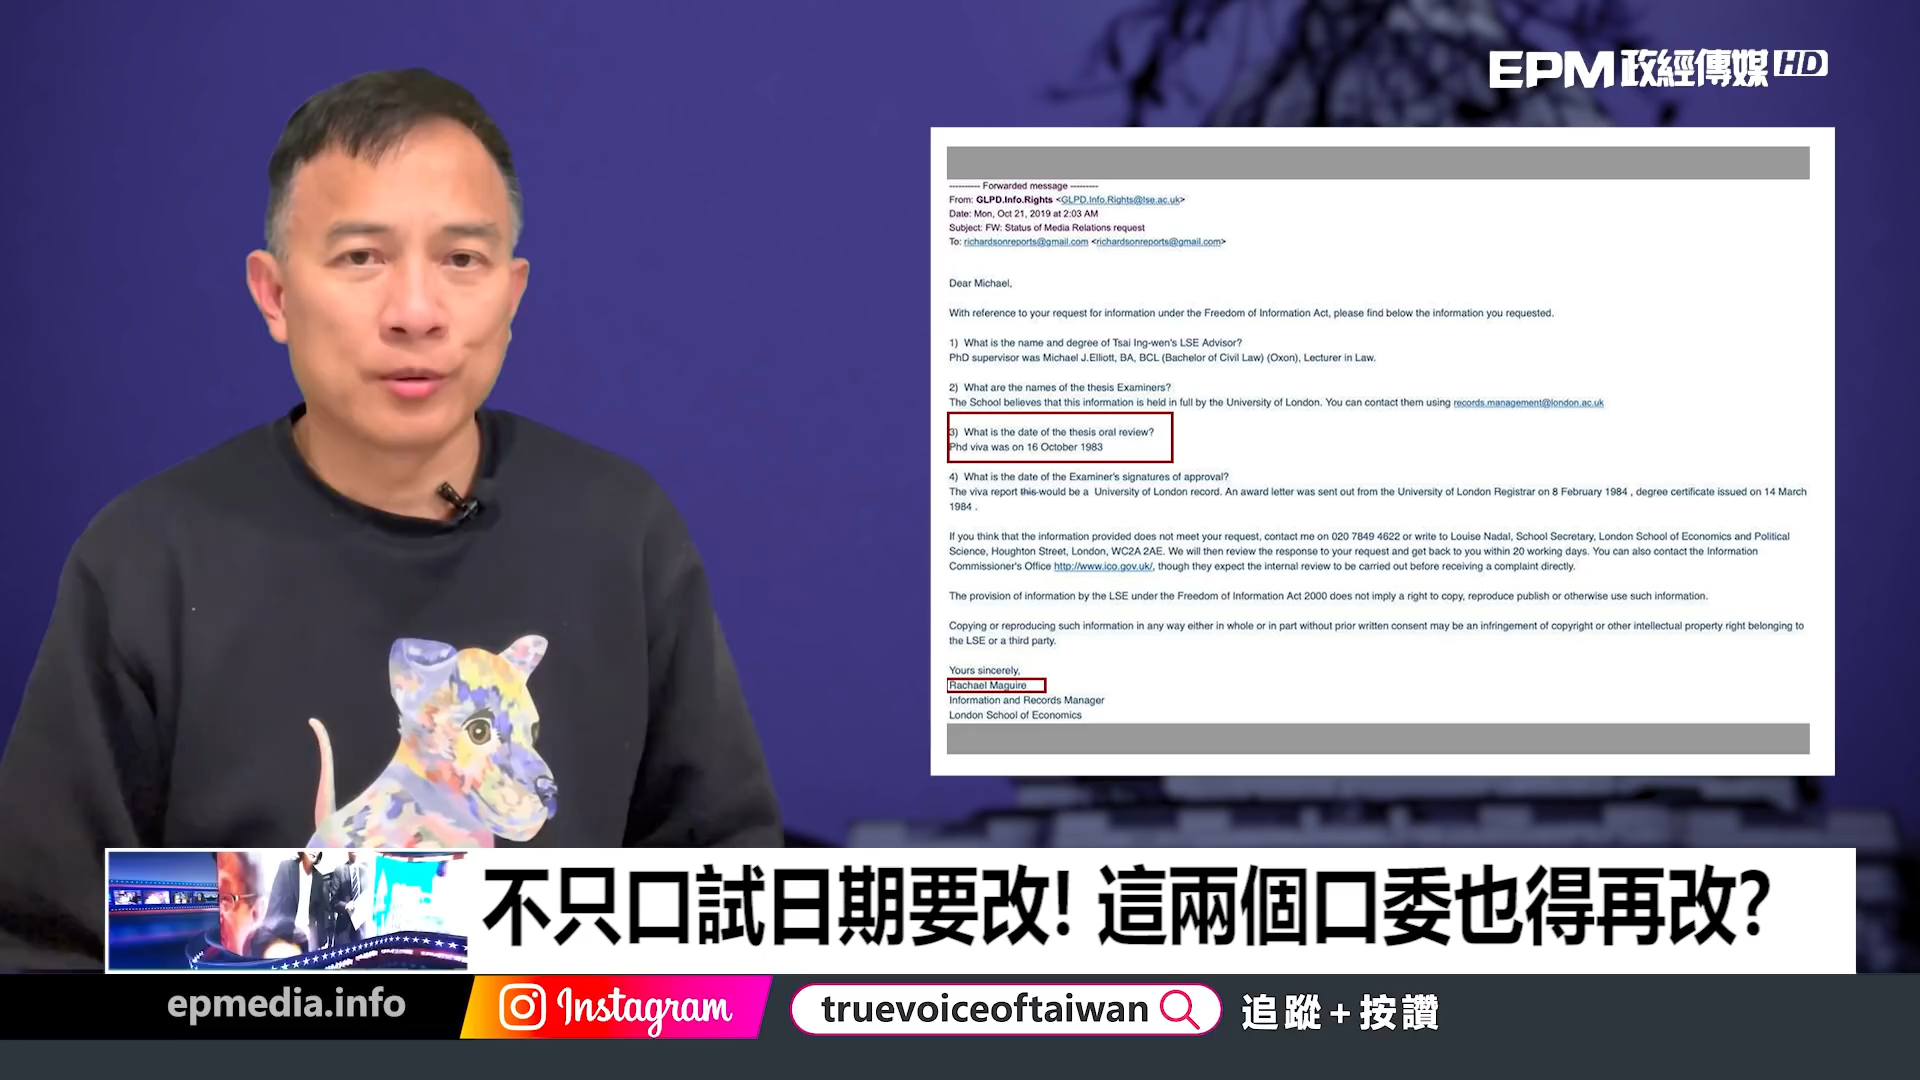 EPM政經傳媒HD
---------- Forwarded message ---------
From: GLPD.Info.Rights <GLPD.Info.Rights@lse.ac.uk>
Date: Mon, Oct 21, 2019 at 2:03 AM
Subject: FW: Status of Media Relations request
To: richardsonreports@gmail.com <richardsonreports@gmail.com>
Dear Michael,
With reference to your request for information under the Freedom of Information Act, please find below the information you requested.
1) What is the name and degree of Tsai Ing-wen's LSE Advisor?
PhD supervisor was Michael J.Elliott, BA, BCL (Bachelor of Civil Law) (Oxon), Lecturer in Law.
2) What are the names of the thesis Examiners?
The School believes that this information is held in full by the University of London. You can contact them using records.management@london.ac.uk
3) What is the date of the thesis oral review?
Phd viva was on 16 October 1983
4) What is the date of the Examiner's signatures of approval?
The viva report this would be a University of London record. An award letter was sent out from the University of London Registrar on 8 February 1984 , degree certificate issued on 14 March
1984 .
If you think that the information provided does not meet your request, contact me on 020 7849 4622 or write to Louise Nadal, School Secretary, London School of Economics and Political
Science, Houghton Street, London, WC2A 2AE. We will then review the response to your request and get back to you within 20 working days. You can also contact the Information
Commissioner's Office http://www.ico.gov.uk/, though they expect the internal review to be carried out before receiving a complaint directly.
The provision of information by the LSE under the Freedom of Information Act 2000 does not imply a right to copy, reproduce publish or otherwise use such information.
Copying or reproducing such information in any way either in whole or in part without prior written consent may be an infringement of copyright or other intellectual property right belonging to
the LSE or a third party.
Yours sincerely,
Rachael Maguire
Information and Records Manager
London School of Economics
不只口試日期要改! 這兩個口委也得再改?
epmedia.info
Instagram
truevoiceoftaiwan
追蹤+按讚